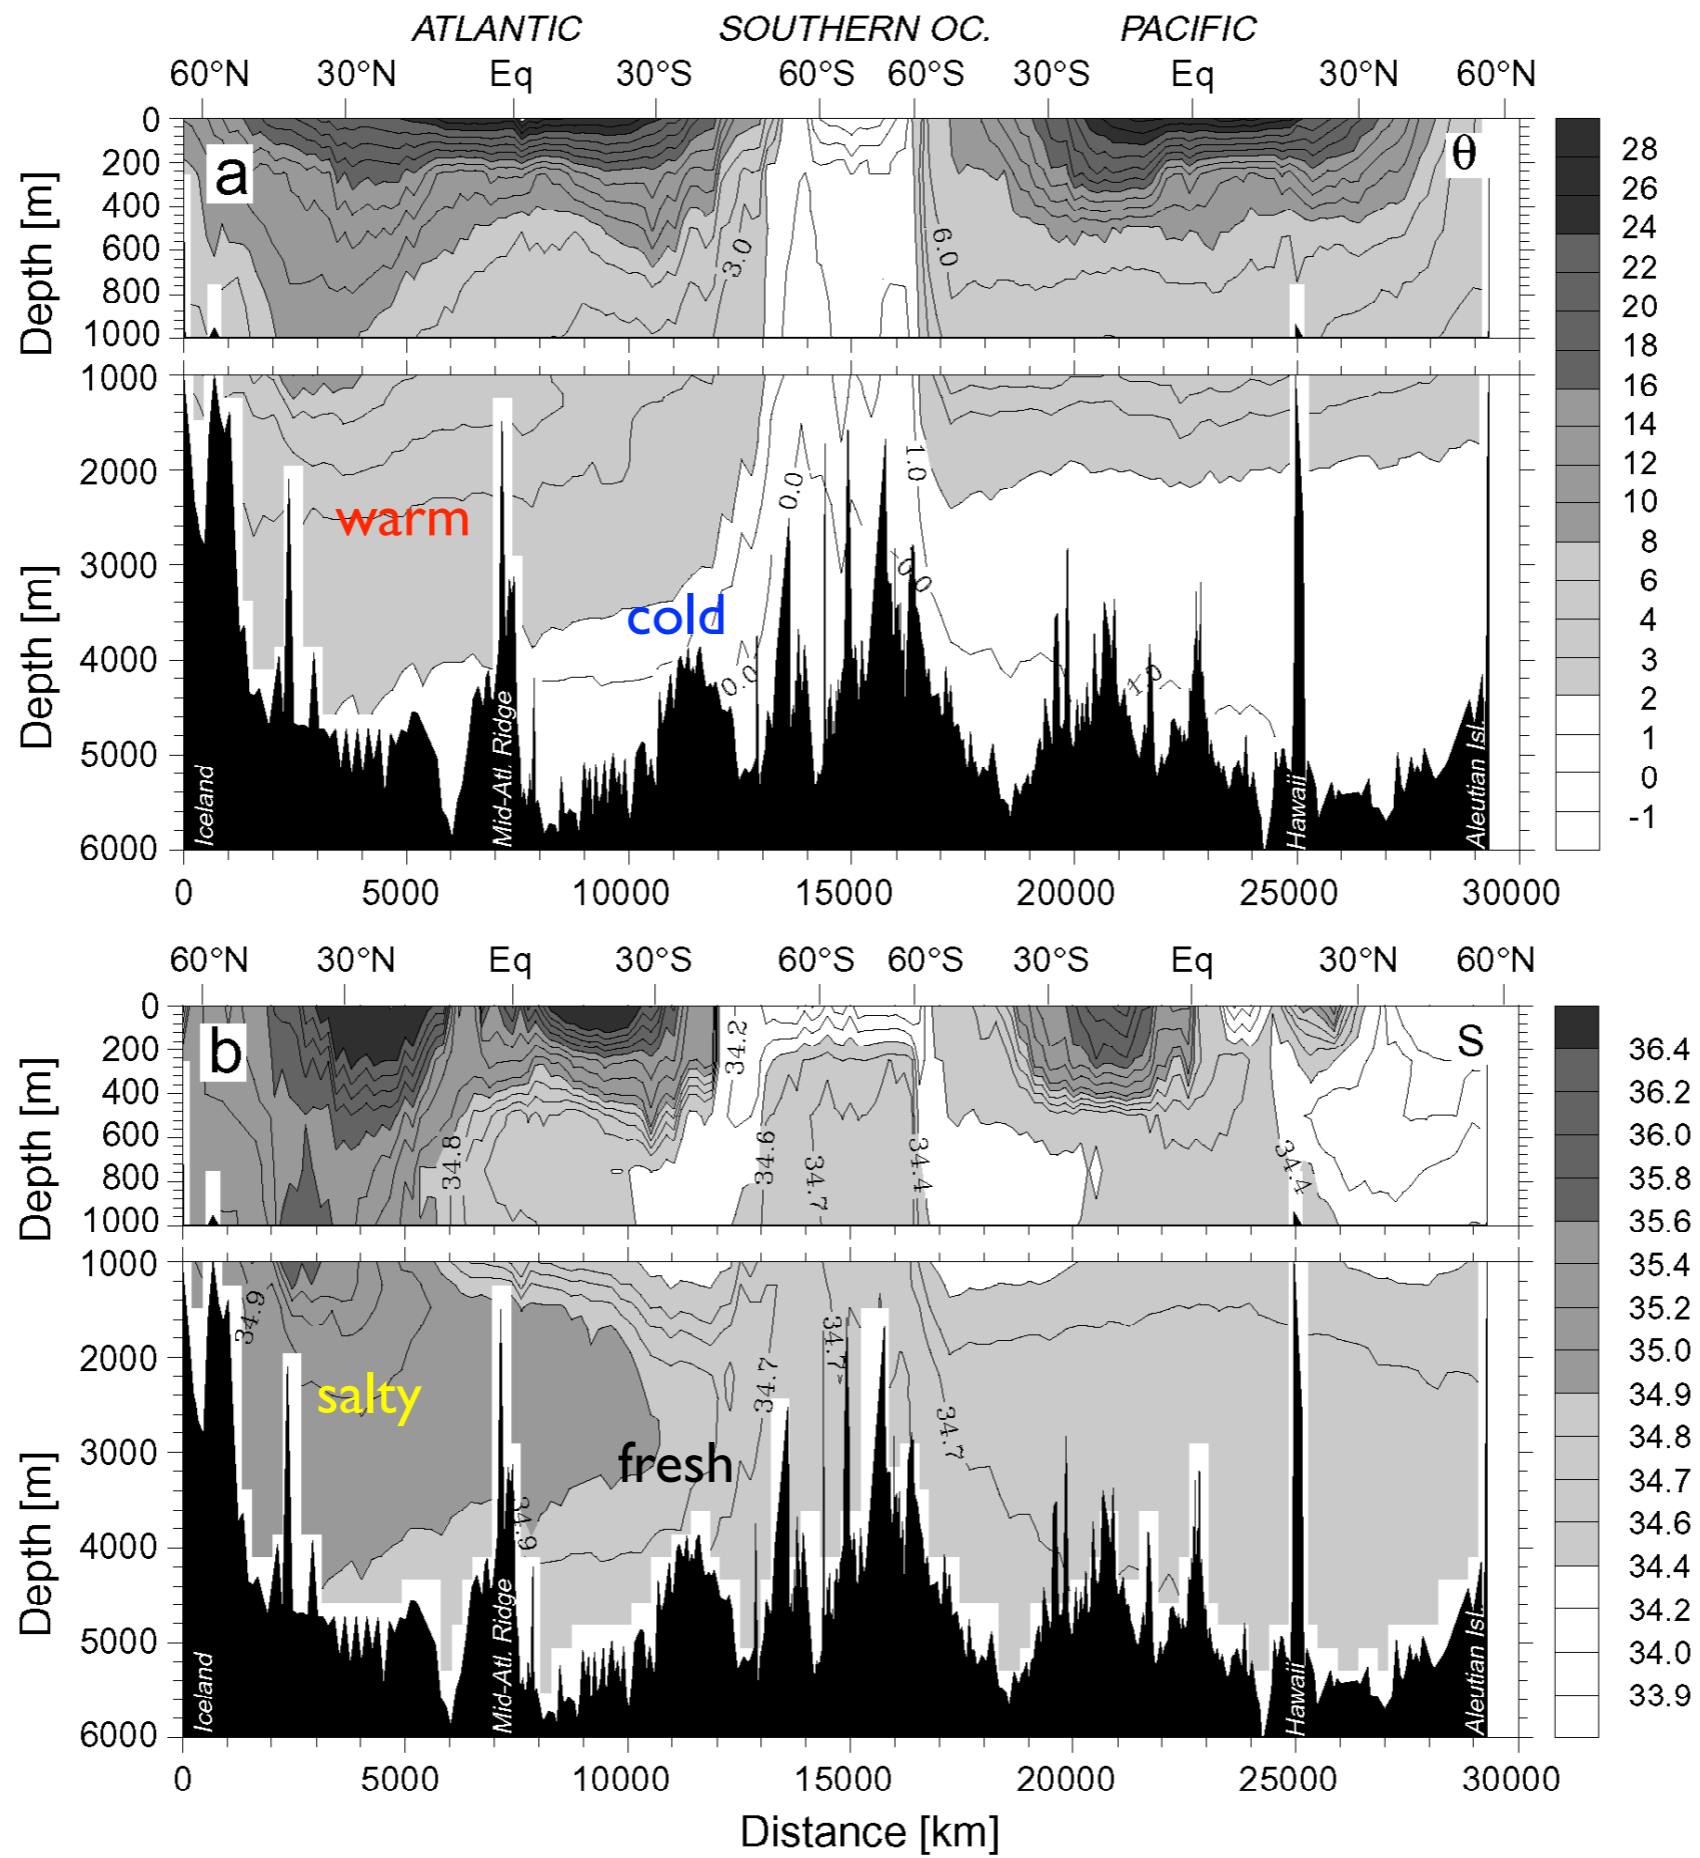 ATLANTIC SOUTHERN OC. PACIFIC
60°N 30°N Eq 30°S 60°S 60°S 30°S Eq 30°N 60°N
a
θ
Depth [m]
0
200
400
600
800
1000
3.0
6.0
Depth [m]
1000
2000
3000
4000
5000
6000
warm
cold
0.0
1.0
0.0
0.0
1.0
Iceland
Mid-Atl. Ridge
Hawaii
Aleutian Isl.
0 5000 10000 15000 20000 25000 30000
28
26
24
22
20
18
16
14
12
10
8
6
4
3
2
1
0
-1
60°N 30°N Eq 30°S 60°S 60°S 30°S Eq 30°N 60°N
b
S
Depth [m]
0
200
400
600
800
1000
34.2
34.8
34.6
34.7
34.4
34.4
Depth [m]
1000
2000
3000
4000
5000
6000
34.9
salty
fresh
34.7
34.7
34.7
34.9
Iceland
Mid-Atl. Ridge
Hawaii
Aleutian Isl.
0 5000 10000 15000 20000 25000 30000
Distance [km]
36.4
36.2
36.0
35.8
35.6
35.4
35.2
35.0
34.9
34.8
34.7
34.6
34.4
34.2
34.0
33.9